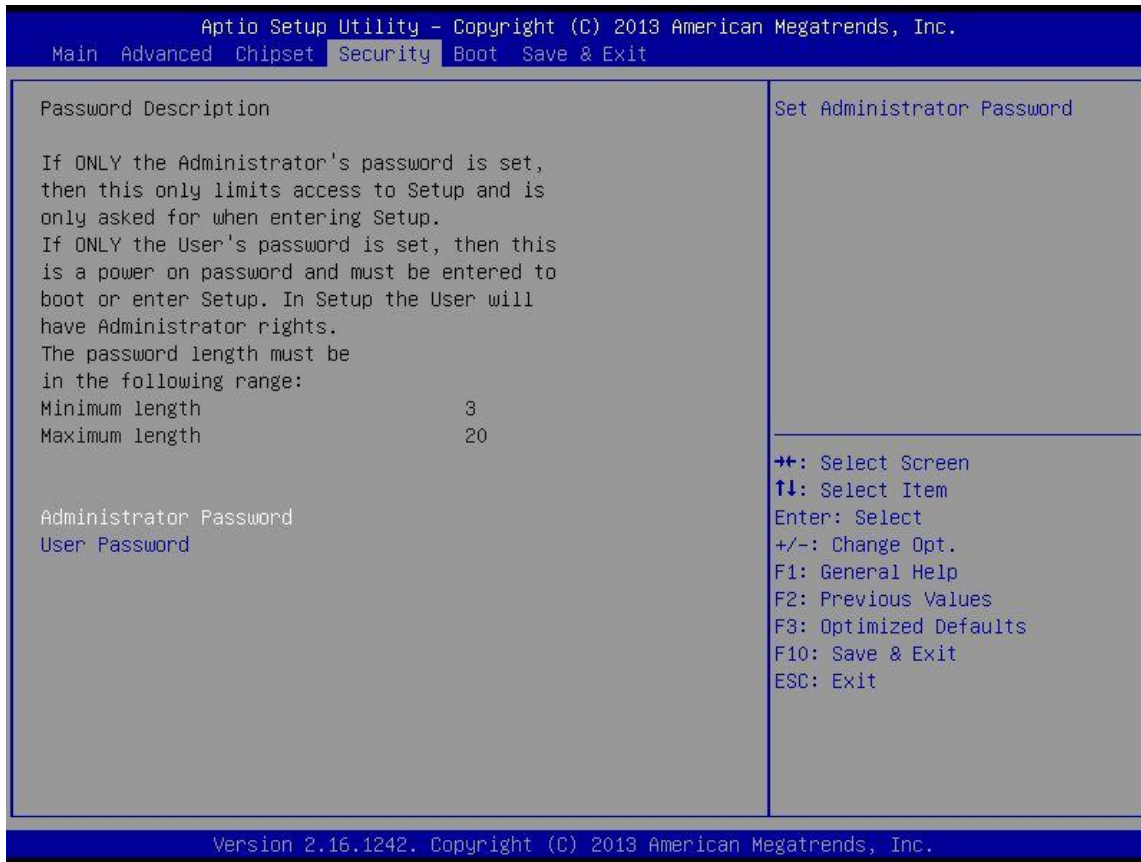 Aptio Setup Utility – Copyright (C) 2013 American Megatrends, Inc.
Main Advanced Chipset Security Boot Save & Exit
Password Description
If ONLY the Administrator's password is set,
then this only limits access to Setup and is
only asked for when entering Setup.
If ONLY the User's password is set, then this
is a power on password and must be entered to
boot or enter Setup. In Setup the User will
have Administrator rights.
The password length must be
in the following range:
Minimum length 3
Maximum length 20
Administrator Password
User Password
Set Administrator Password
→←: Select Screen
↑↓: Select Item
Enter: Select
+/-: Change Opt.
F1: General Help
F2: Previous Values
F3: Optimized Defaults
F10: Save & Exit
ESC: Exit
Version 2.16.1242. Copyright (C) 2013 American Megatrends, Inc.